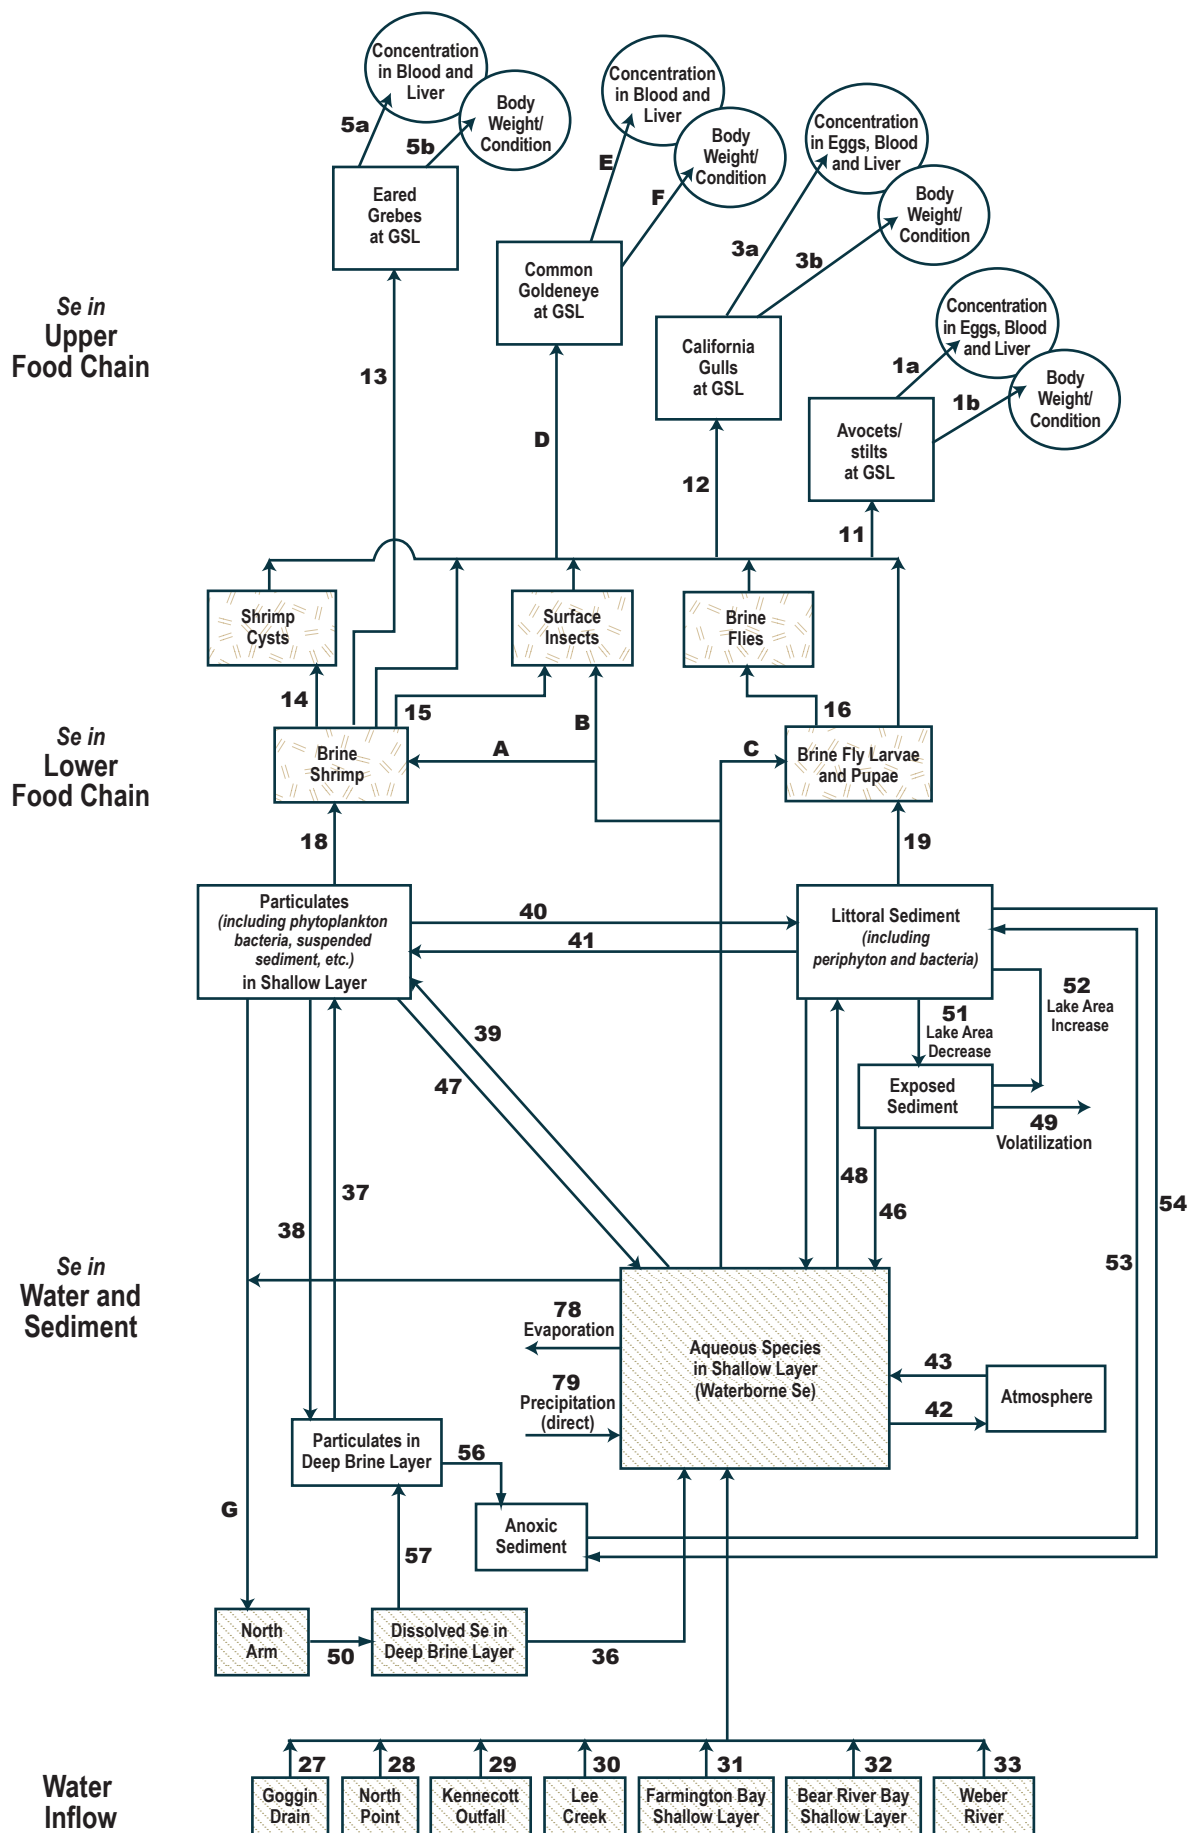 Concentration
in Blood and
Liver
Body
Weight/
Condition
5a
5b
Eared
Grebes
at GSL
Concentration
in Blood and
Liver
Body
Weight/
Condition
E
F
Common
Goldeneye
at GSL
Concentration
in Eggs, Blood
and Liver
Body
Weight/
Condition
3a
3b
California
Gulls
at GSL
Concentration
in Eggs, Blood
and Liver
Body
Weight/
Condition
1a
1b
Avocets/
stilts
at GSL
Se in
Upper
Food Chain
13
D
12
11
Shrimp
Cysts
Surface
Insects
Brine
Flies
14
15
B
16
Se in
Lower
Food Chain
Brine
Shrimp
A
C
Brine Fly Larvae
and Pupae
18
19
Particulates
(including phytoplankton
bacteria, suspended
sediment, etc.)
in Shallow Layer
40
41
Littoral Sediment
(including
periphyton and bacteria)
39
47
51
Lake Area
Decrease
52
Lake Area
Increase
Exposed
Sediment
49
Volatilization
37
38
48
46
54
53
Se in
Water and
Sediment
78
Evaporation
79
Precipitation
(direct)
Aqueous Species
in Shallow Layer
(Waterborne Se)
43
42
Atmosphere
Particulates in
Deep Brine Layer
56
G
Anoxic
Sediment
57
North
Arm
50
Dissolved Se in
Deep Brine Layer
36
Water
Inflow
27
28
29
30
31
32
33
Goggin
Drain
North
Point
Kennecott
Outfall
Lee
Creek
Farmington Bay
Shallow Layer
Bear River Bay
Shallow Layer
Weber
River